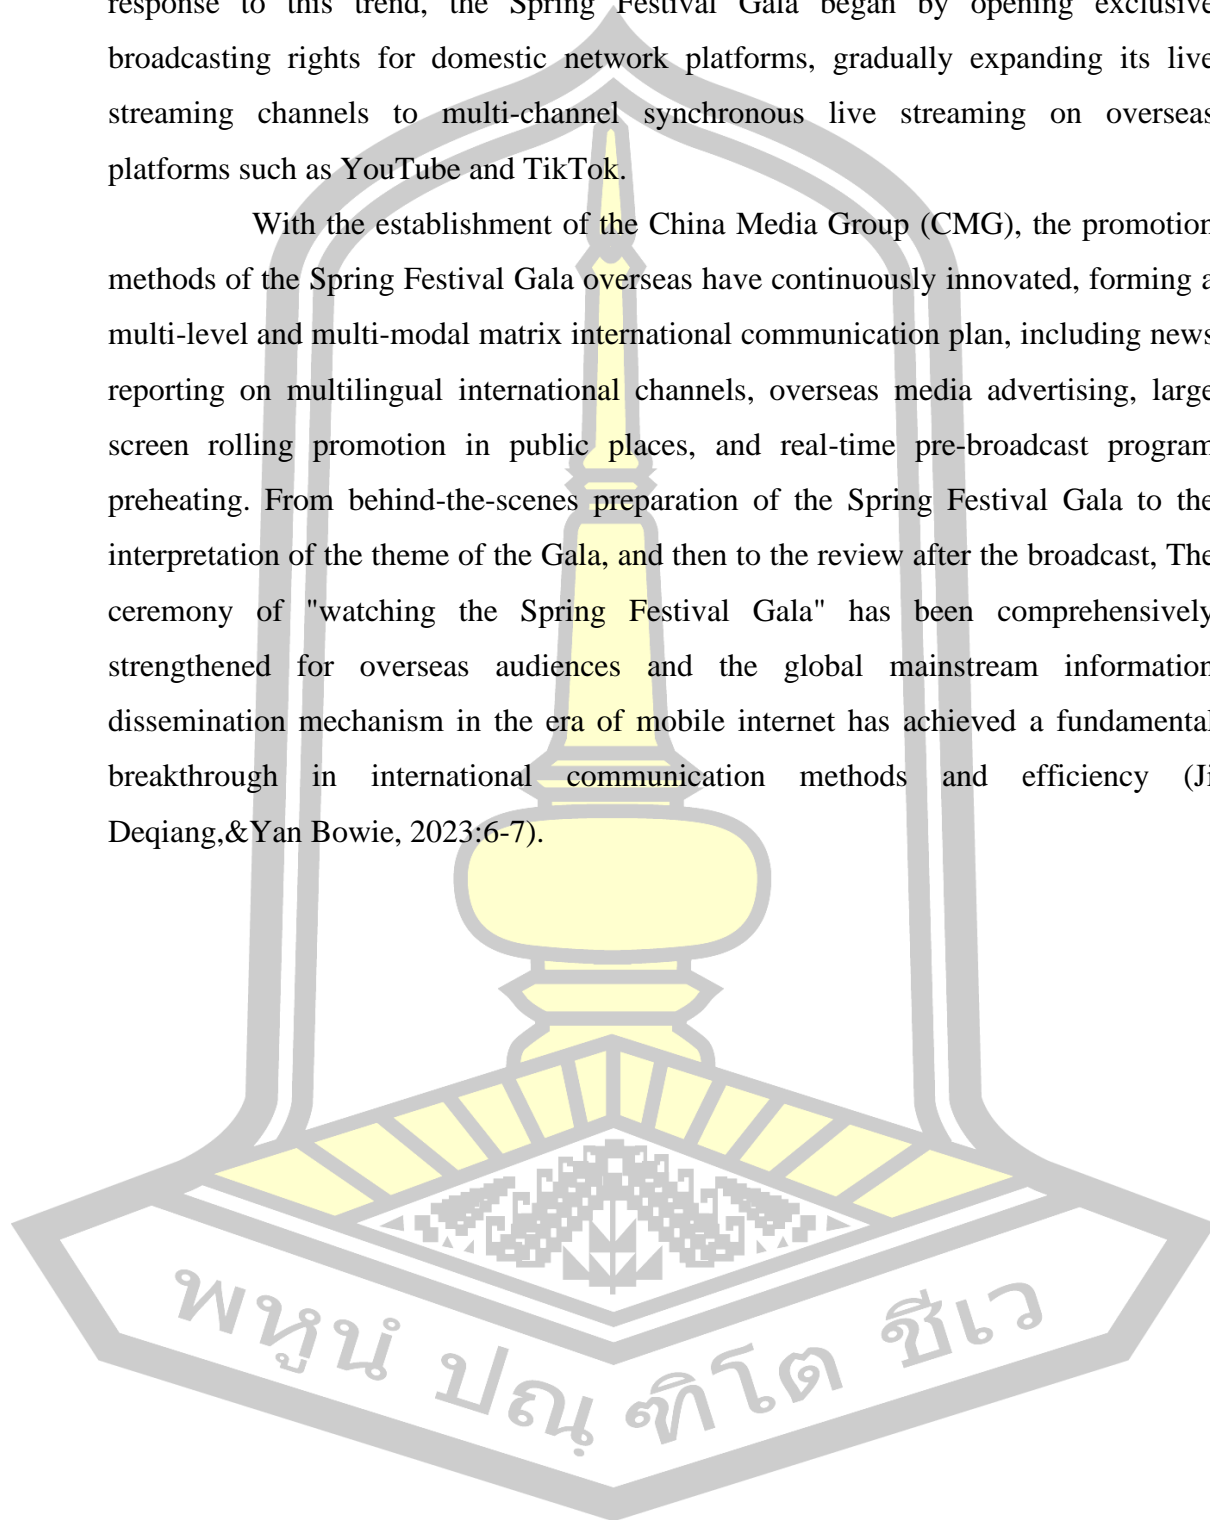 response to this trend, the Spring Festival Gala began by opening exclusive
broadcasting rights for domestic network platforms, gradually expanding its live
streaming channels to multi-channel synchronous live streaming on overseas
platforms such as YouTube and TikTok.
With the establishment of the China Media Group (CMG), the promotion
methods of the Spring Festival Gala overseas have continuously innovated, forming a
multi-level and multi-modal matrix international communication plan, including news
reporting on multilingual international channels, overseas media advertising, large
screen rolling promotion in public places, and real-time pre-broadcast program
preheating. From behind-the-scenes preparation of the Spring Festival Gala to the
interpretation of the theme of the Gala, and then to the review after the broadcast, The
ceremony of "watching the Spring Festival Gala" has been comprehensively
strengthened for overseas audiences and the global mainstream information
dissemination mechanism in the era of mobile internet has achieved a fundamental
breakthrough in international communication methods and efficiency (Ji
Deqiang,&Yan Bowie, 2023:6-7).
พหูนํ ปณฺฑิโต ชีเว